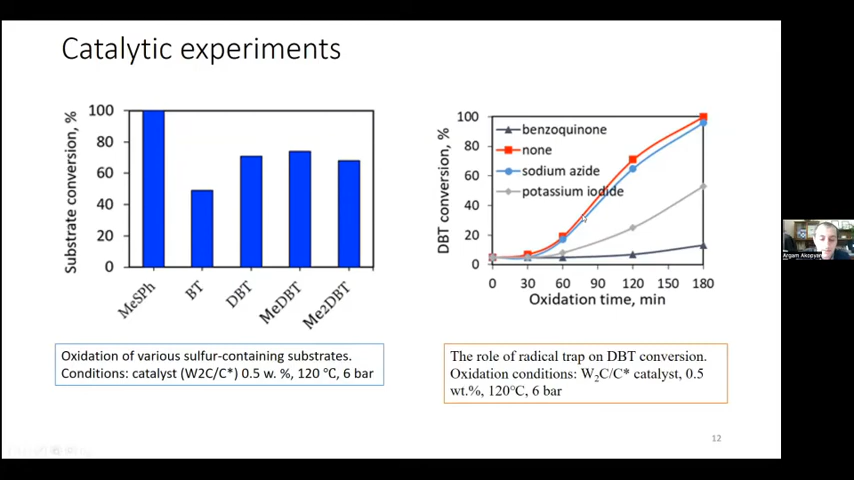 Catalytic experiments
Substrate conversion, %
100
80
60
40
20
0
MeSPh
BT
DBT
MeDBT
Me2DBT
Oxidation of various sulfur-containing substrates.
Conditions: catalyst (W2C/C*) 0.5 w. %, 120 °C, 6 bar
DBT conversion, %
100
80
60
40
20
0
benzoquinone
none
sodium azide
potassium iodide
0 30 60 90 120 150 180
Oxidation time, min
The role of radical trap on DBT conversion.
Oxidation conditions: W₂C/C* catalyst, 0.5
wt.%, 120°C, 6 bar
12
Argam Akopyan